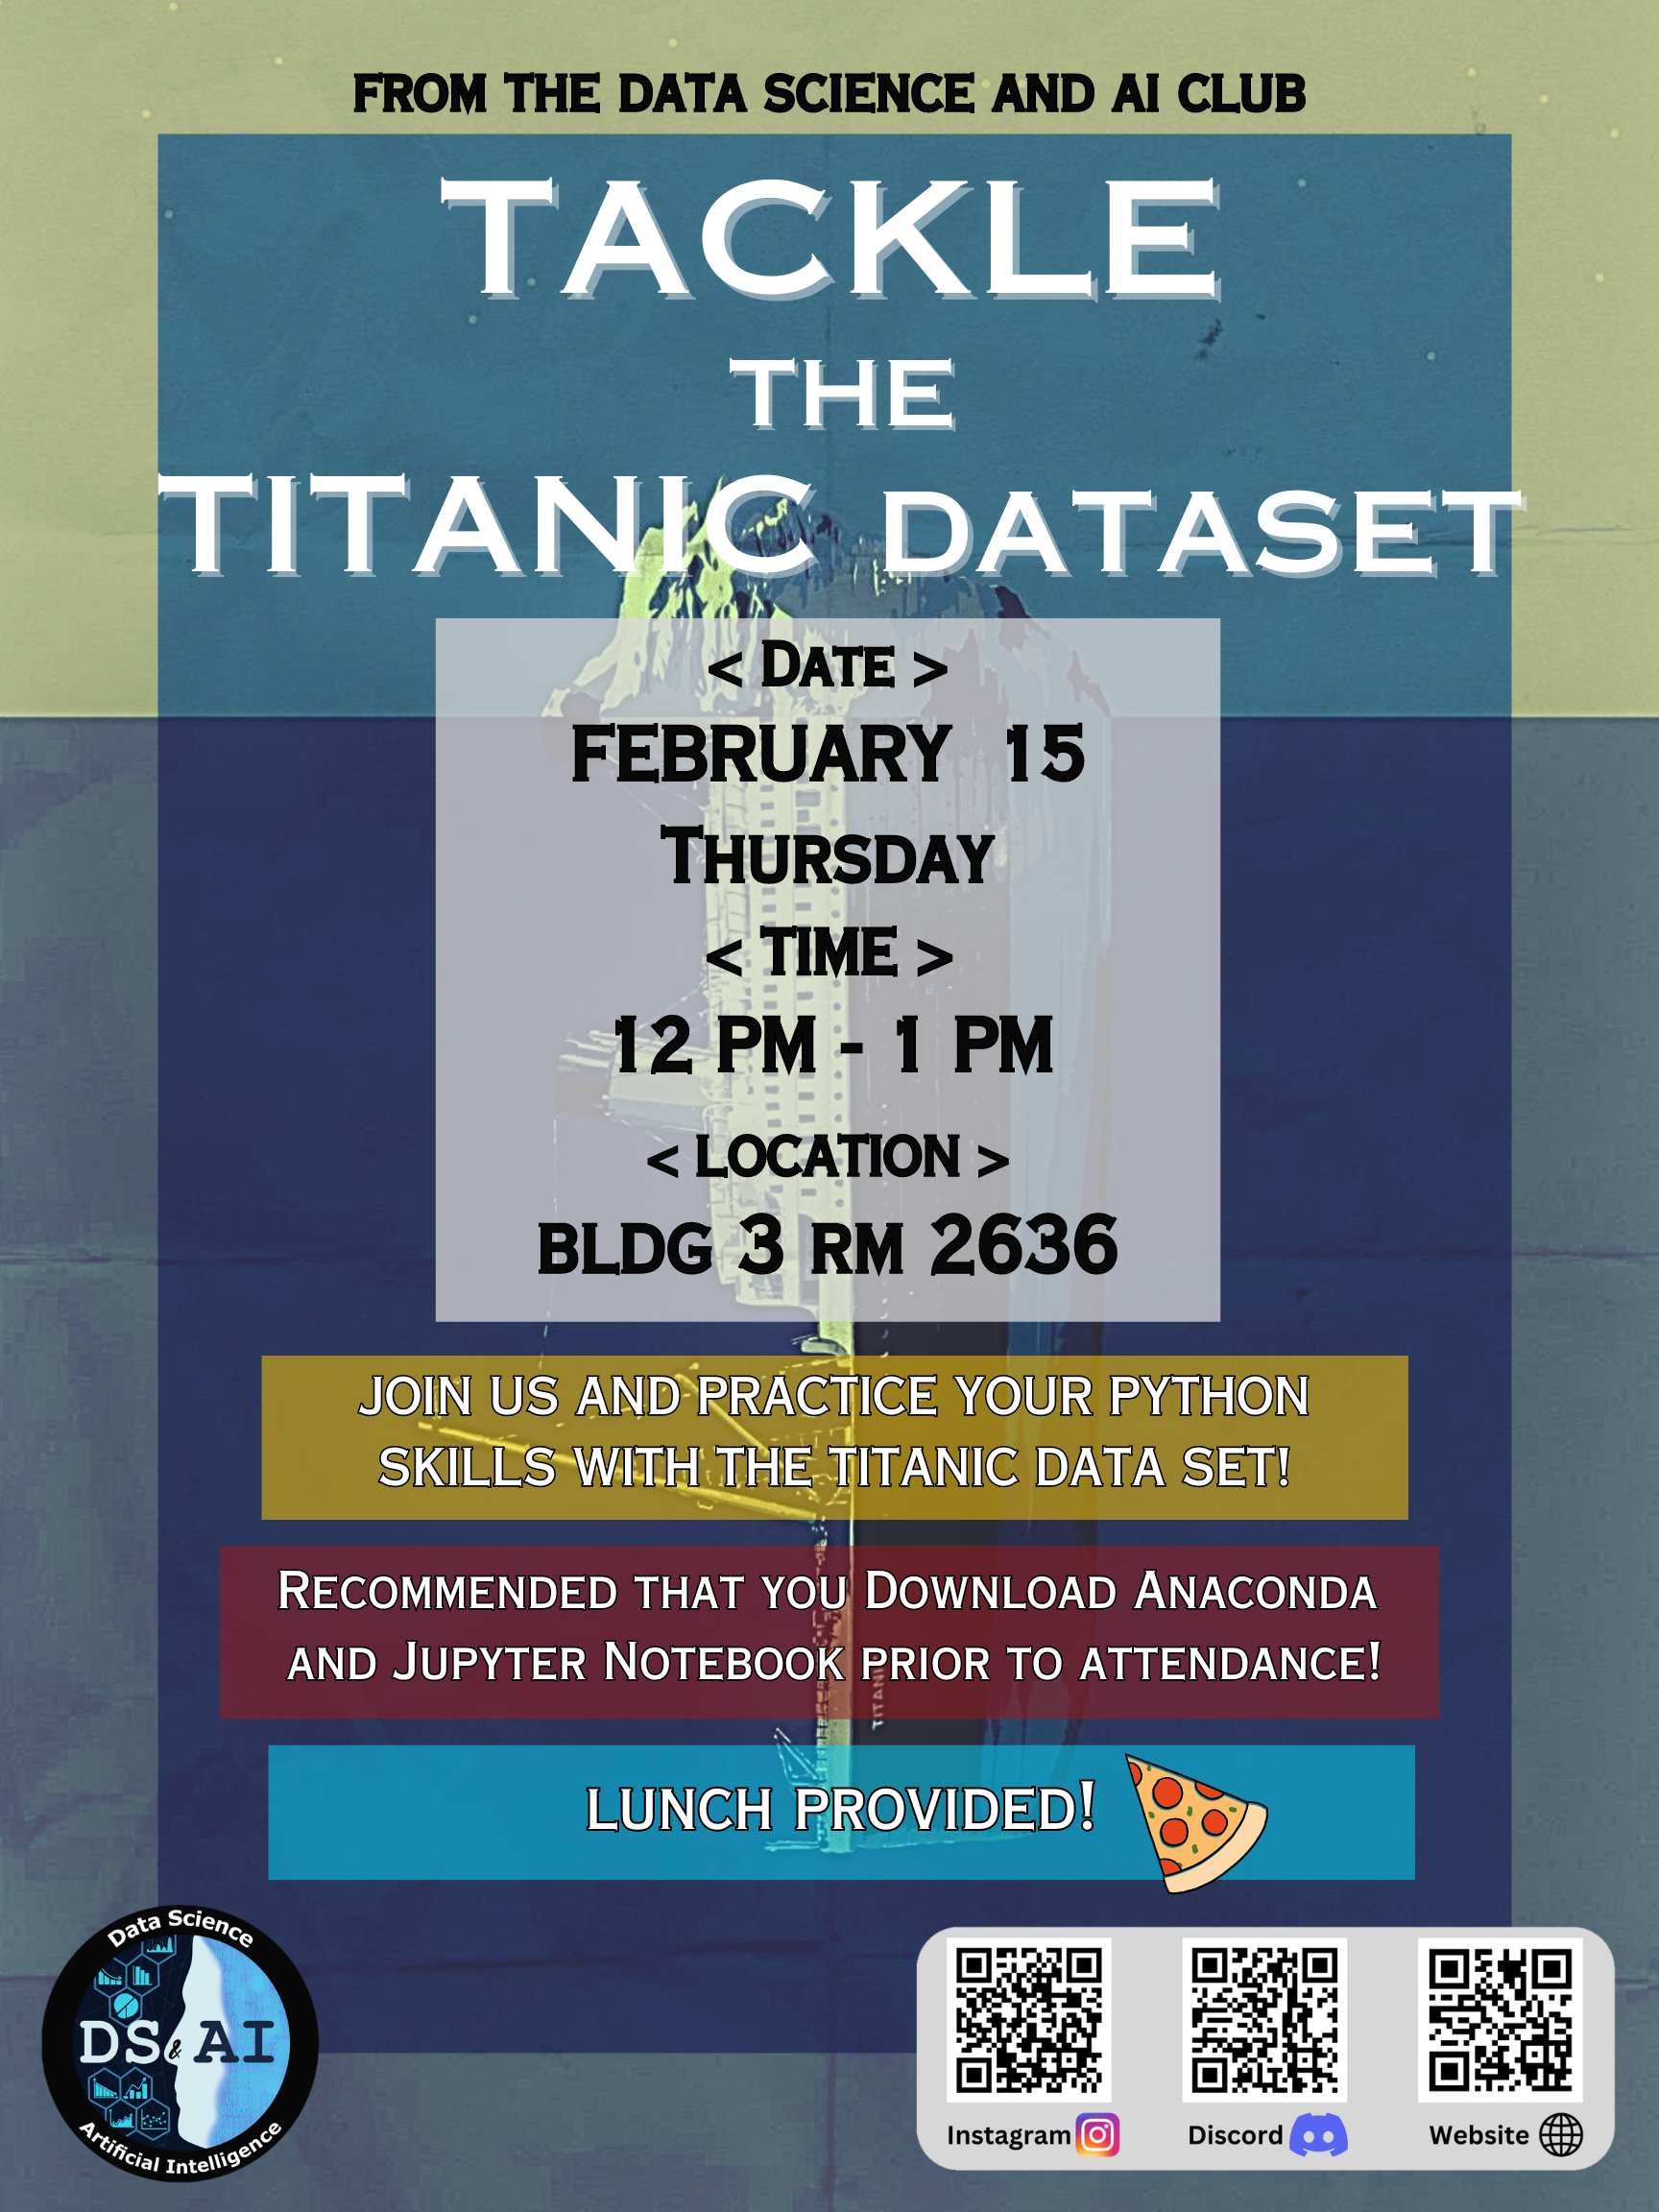 FROM THE DATA SCIENCE AND AI CLUB
TACKLE
THE
TITANIC DATASET
< DATE >
FEBRUARY 15
THURSDAY
< TIME >
12 PM - 1 PM
< LOCATION >
BLDG 3 RM 2636
JOIN US AND PRACTICE YOUR PYTHON
SKILLS WITH THE TITANIC DATA SET!
RECOMMENDED THAT YOU DOWNLOAD ANACONDA
AND JUPYTER NOTEBOOK PRIOR TO ATTENDANCE!
LUNCH PROVIDED!
Data Science
DS & AI
Artificial Intelligence
Instagram
Discord
Website